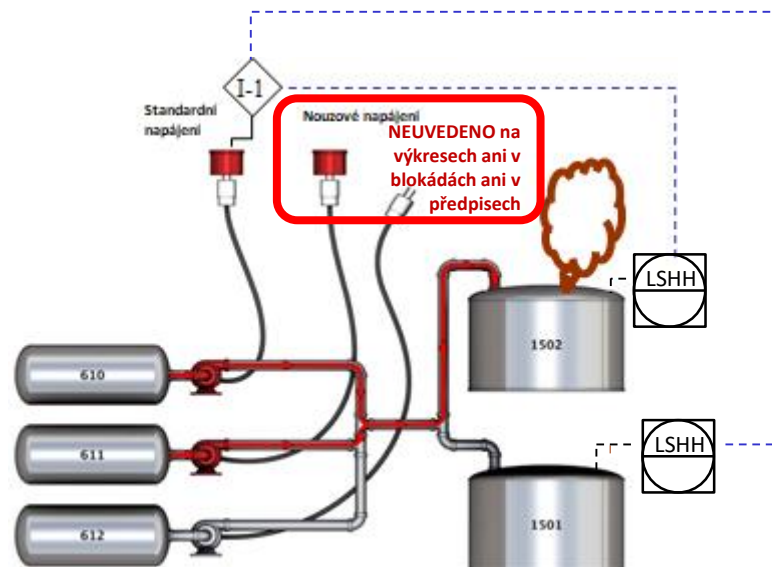 I-1
Standardní
napájení
Nouzové napájení
NEUVEDENO na
výkresech ani v
blokádách ani v
předpisech
LSHH
1502
610
LSHH
611
1501
612